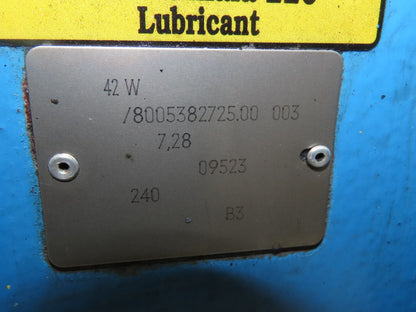 Lubricant
42 W
/8005382725.00 003
7,28
09523
240
B3